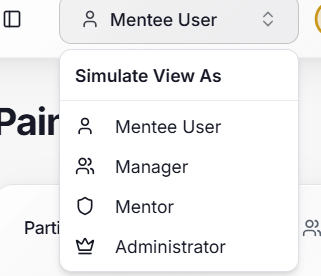 Mentee User
Simulate View As
Pair
Mentee User
Manager
Mentor
Parti
Administrator